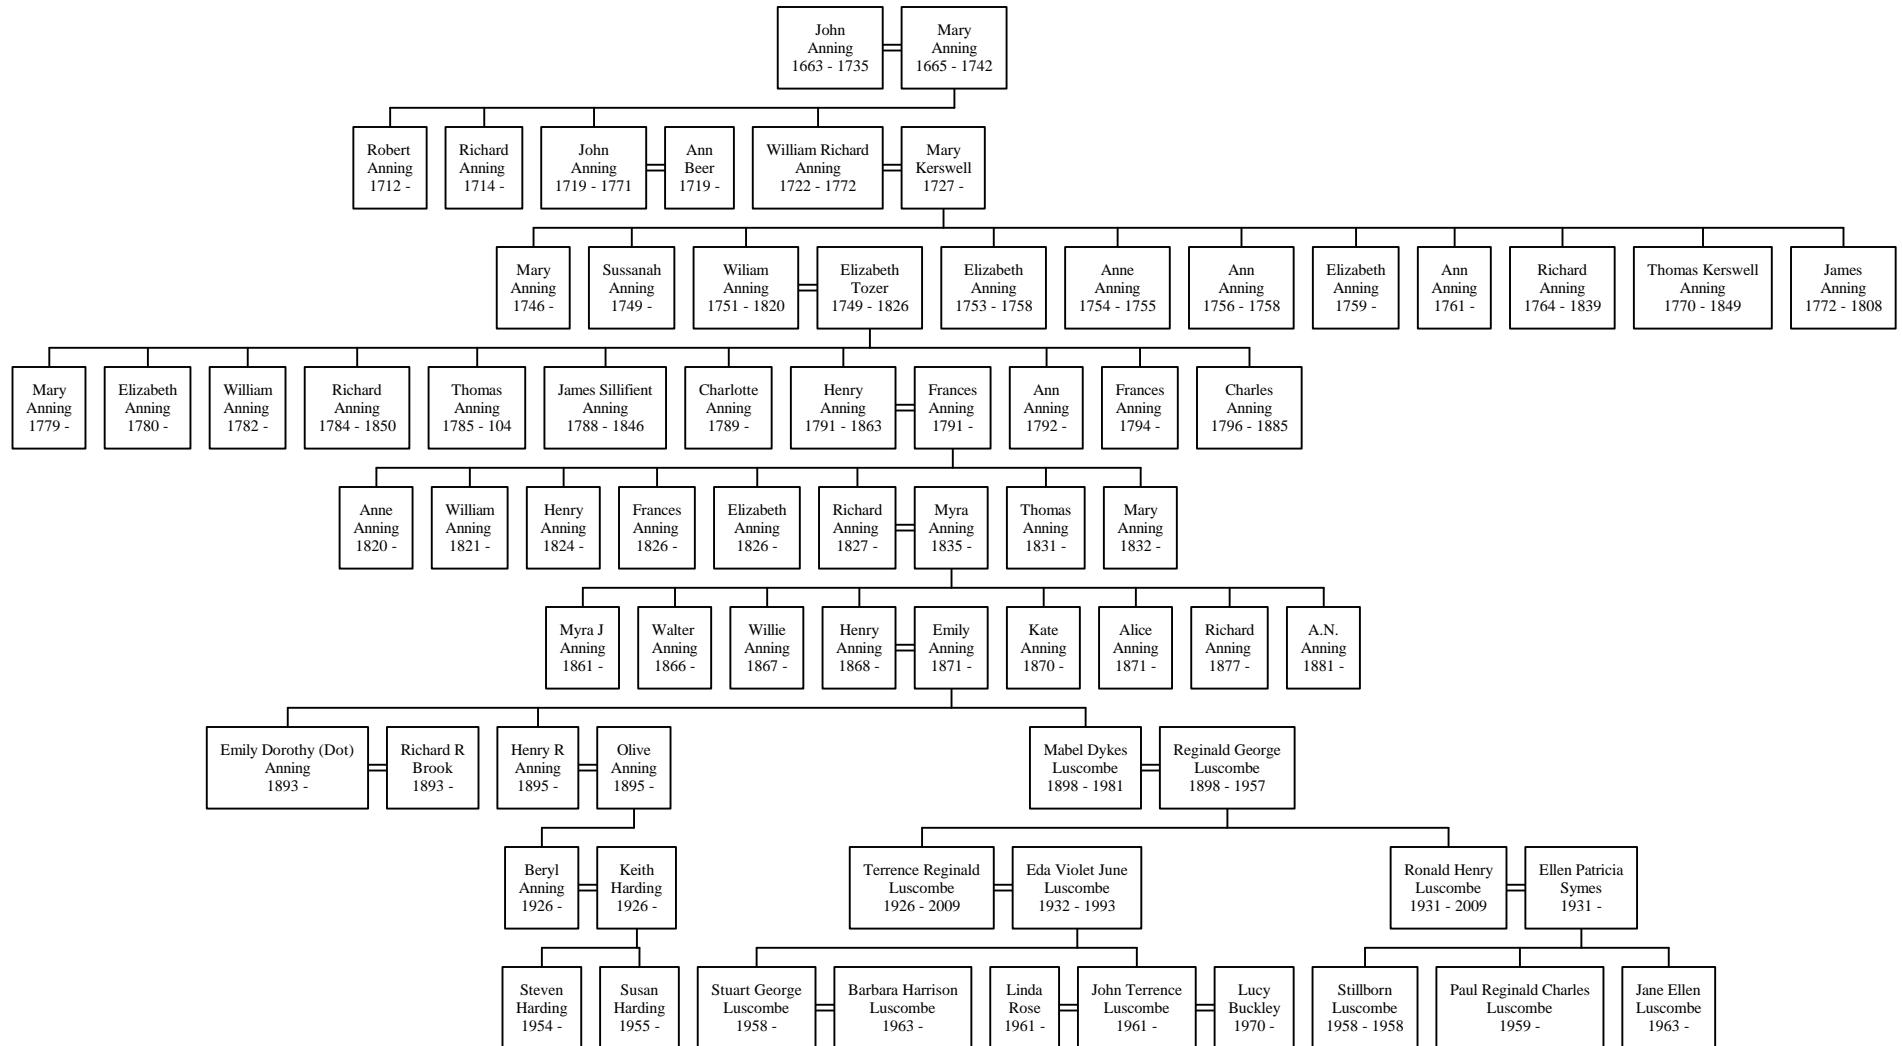 John
Anning
1663 - 1735
Mary
Anning
1665 - 1742
Robert
Anning
1712 -
Richard
Anning
1714 -
John
Anning
1719 - 1771
Ann
Beer
1719 -
William Richard
Anning
1722 - 1772
Mary
Kerswell
1727 -
Mary
Anning
1746 -
Sussanah
Anning
1749 -
Wiliam
Anning
1751 - 1820
Elizabeth
Tozer
1749 - 1826
Elizabeth
Anning
1753 - 1758
Anne
Anning
1754 - 1755
Ann
Anning
1756 - 1758
Elizabeth
Anning
1759 -
Ann
Anning
1761 -
Richard
Anning
1764 - 1839
Thomas Kerswell
Anning
1770 - 1849
James
Anning
1772 - 1808
Mary
Anning
1779 -
Elizabeth
Anning
1780 -
William
Anning
1782 -
Richard
Anning
1784 - 1850
Thomas
Anning
1785 - 104
James Sillifient
Anning
1788 - 1846
Charlotte
Anning
1789 -
Henry
Anning
1791 - 1863
Frances
Anning
1791 -
Ann
Anning
1792 -
Frances
Anning
1794 -
Charles
Anning
1796 - 1885
Anne
Anning
1820 -
William
Anning
1821 -
Henry
Anning
1824 -
Frances
Anning
1826 -
Elizabeth
Anning
1826 -
Richard
Anning
1827 -
Myra
Anning
1835 -
Thomas
Anning
1831 -
Mary
Anning
1832 -
Myra J
Anning
1861 -
Walter
Anning
1866 -
Willie
Anning
1867 -
Henry
Anning
1868 -
Emily
Anning
1871 -
Kate
Anning
1870 -
Alice
Anning
1871 -
Richard
Anning
1877 -
A.N.
Anning
1881 -
Emily Dorothy (Dot)
Anning
1893 -
Richard R
Brook
1893 -
Henry R
Anning
1895 -
Olive
Anning
1895 -
Mabel Dykes
Luscombe
1898 - 1981
Reginald George
Luscombe
1898 - 1957
Beryl
Anning
1926 -
Keith
Harding
1926 -
Terrence Reginald
Luscombe
1926 - 2009
Eda Violet June
Luscombe
1932 - 1993
Ronald Henry
Luscombe
1931 - 2009
Ellen Patricia
Symes
1931 -
Steven
Harding
1954 -
Susan
Harding
1955 -
Stuart George
Luscombe
1958 -
Barbara Harrison
Luscombe
1963 -
Linda
Rose
1961 -
John Terrence
Luscombe
1961 -
Lucy
Buckley
1970 -
Stillborn
Luscombe
1958 - 1958
Paul Reginald Charles
Luscombe
1959 -
Jane Ellen
Luscombe
1963 -